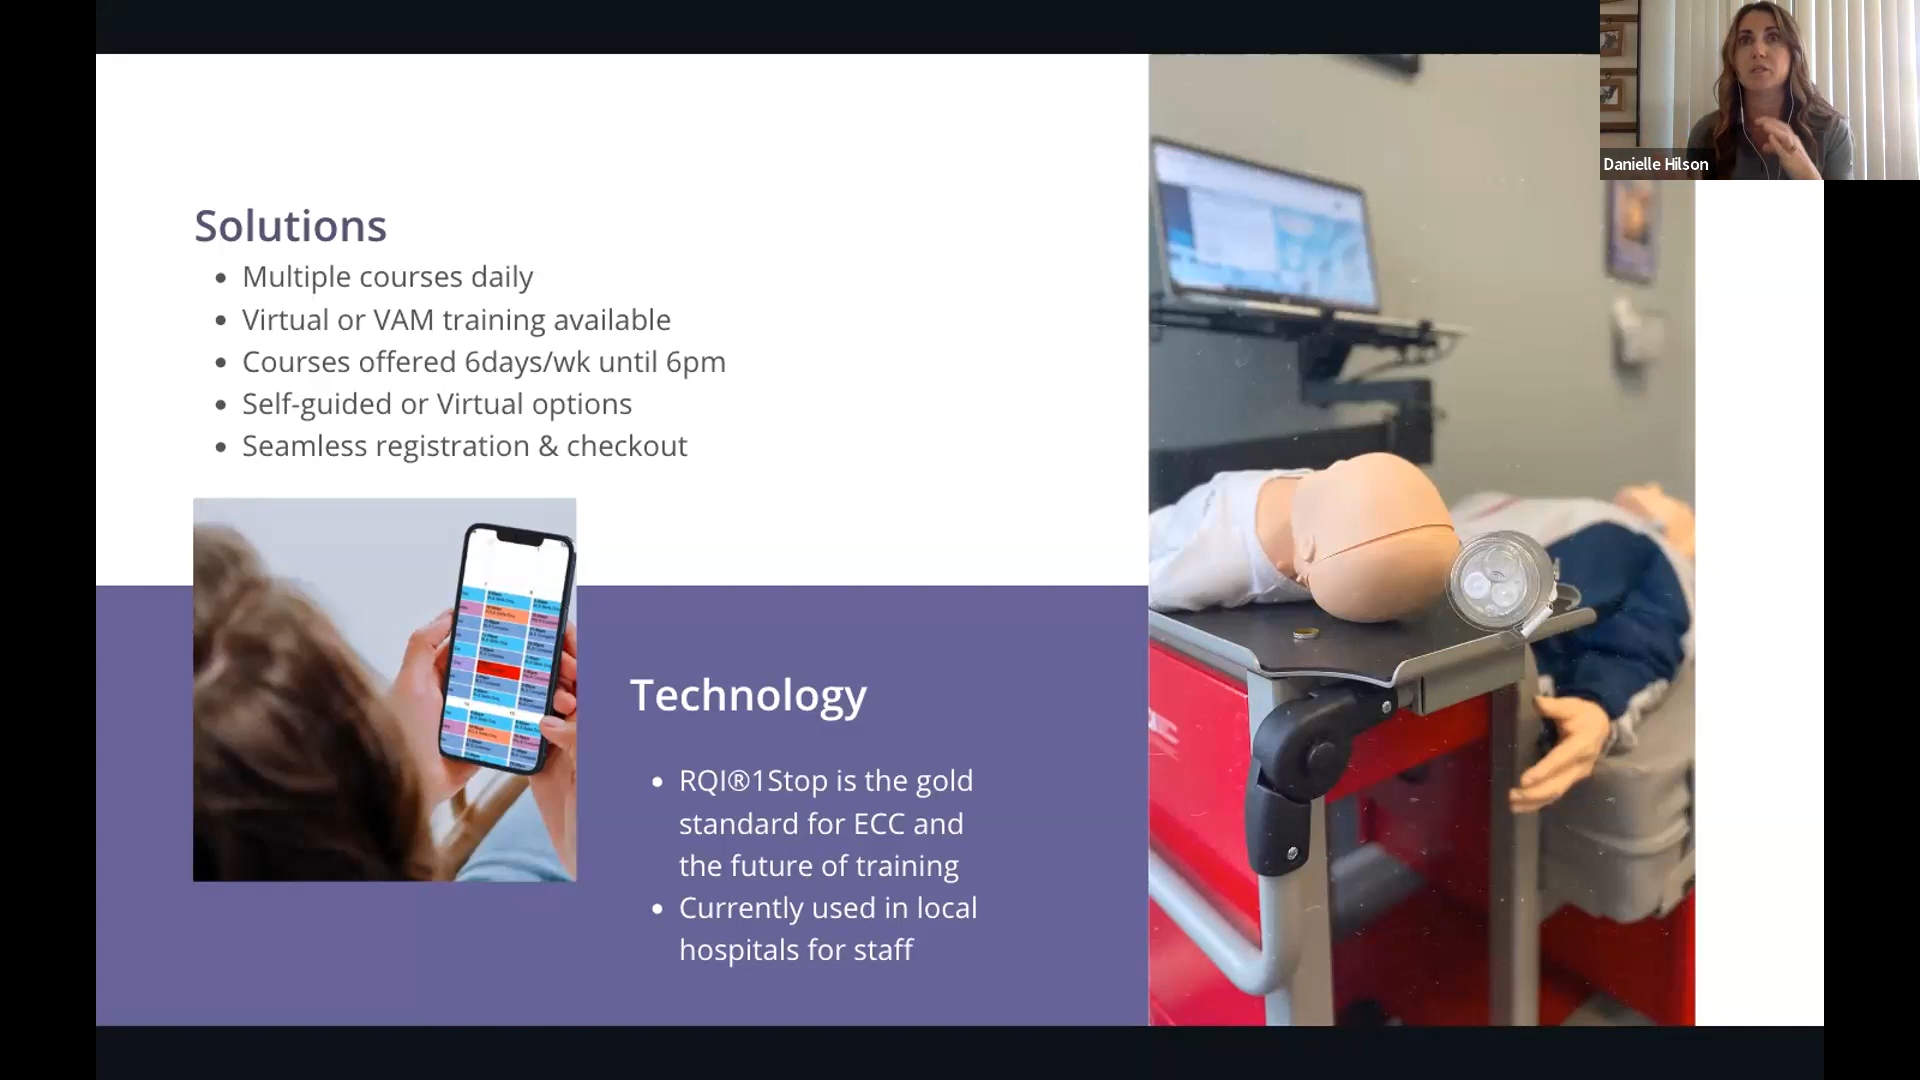 Danielle Hilson
Solutions
• Multiple courses daily
• Virtual or VAM training available
• Courses offered 6days/wk until 6pm
• Self-guided or Virtual options
• Seamless registration & checkout
Technology
• RQI®1Stop is the gold
standard for ECC and
the future of training
• Currently used in local
hospitals for staff